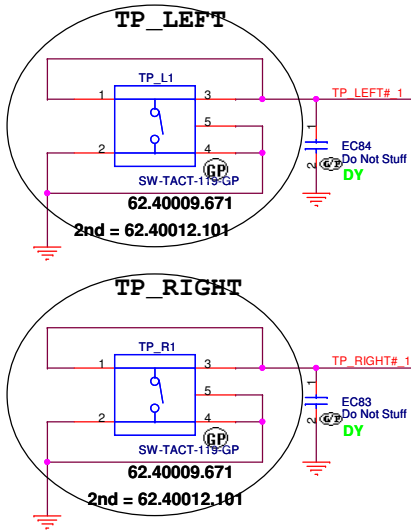 TP_LEFT
TP_L1
TP_LEFT#_1
1
3
5
2
4
1
2
EC84
Do Not Stuff
G/P
DY
GP
SW-TACT-119-GP
62.40009.671
2nd = 62.40012.101
TP_RIGHT
TP_R1
TP_RIGHT#_1
1
3
5
2
4
1
2
EC83
Do Not Stuff
G/P
DY
GP
SW-TACT-119-GP
62.40009.671
2nd = 62.40012.101